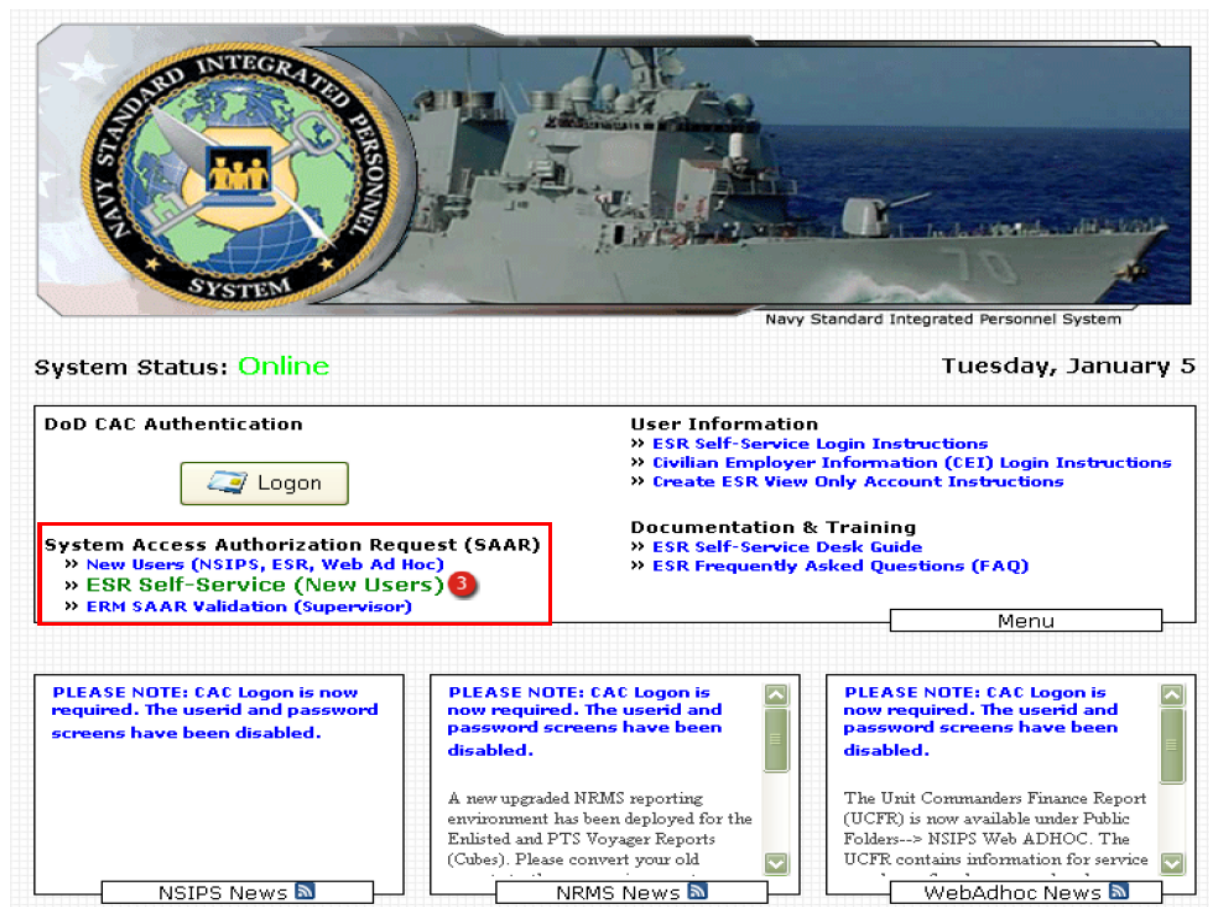 NAVY STANDARD INTEGRATED PERSONNEL
SYSTEM
70
Navy Standard Integrated Personnel System
System Status: Online
Tuesday, January 5
DoD CAC Authentication
Logon
System Access Authorization Request (SAAR)
» New Users (NSIPS, ESR, Web Ad Hoc)
» ESR Self-Service (New Users) 3
» ERM SAAR Validation (Supervisor)
User Information
» ESR Self-Service Login Instructions
» Civilian Employer Information (CEI) Login Instructions
» Create ESR View Only Account Instructions
Documentation & Training
» ESR Self-Service Desk Guide
» ESR Frequently Asked Questions (FAQ)
Menu
PLEASE NOTE: CAC Logon is now
required. The userid and password
screens have been disabled.
NSIPS News
PLEASE NOTE: CAC Logon is
now required. The userid and
password screens have been
disabled.
A new upgraded NRMS reporting
environment has been deployed for the
Enlisted and PTS Voyager Reports
(Cubes). Please convert your old
NRMS News
PLEASE NOTE: CAC Logon is
now required. The userid and
password screens have been
disabled.
The Unit Commanders Finance Report
(UCFR) is now available under Public
Folders--> NSIPS Web ADHOC. The
UCFR contains information for service
WebAdhoc News